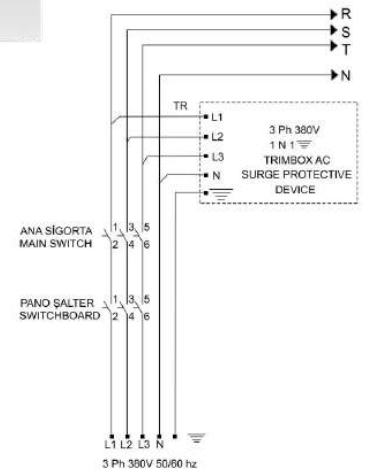 R
S
T
N
TR
L1
L2
L3
N
3 Ph 380V
1 N 1
TRIMBOX AC
SURGE PROTECTIVE
DEVICE
ANA SİGORTA
MAIN SWITCH
1 3 5
2 4 6
PANO ŞALTER
SWITCHBOARD
1 3 5
2 4 6
L1 L2 L3 N
3 Ph 380V 50/60 hz